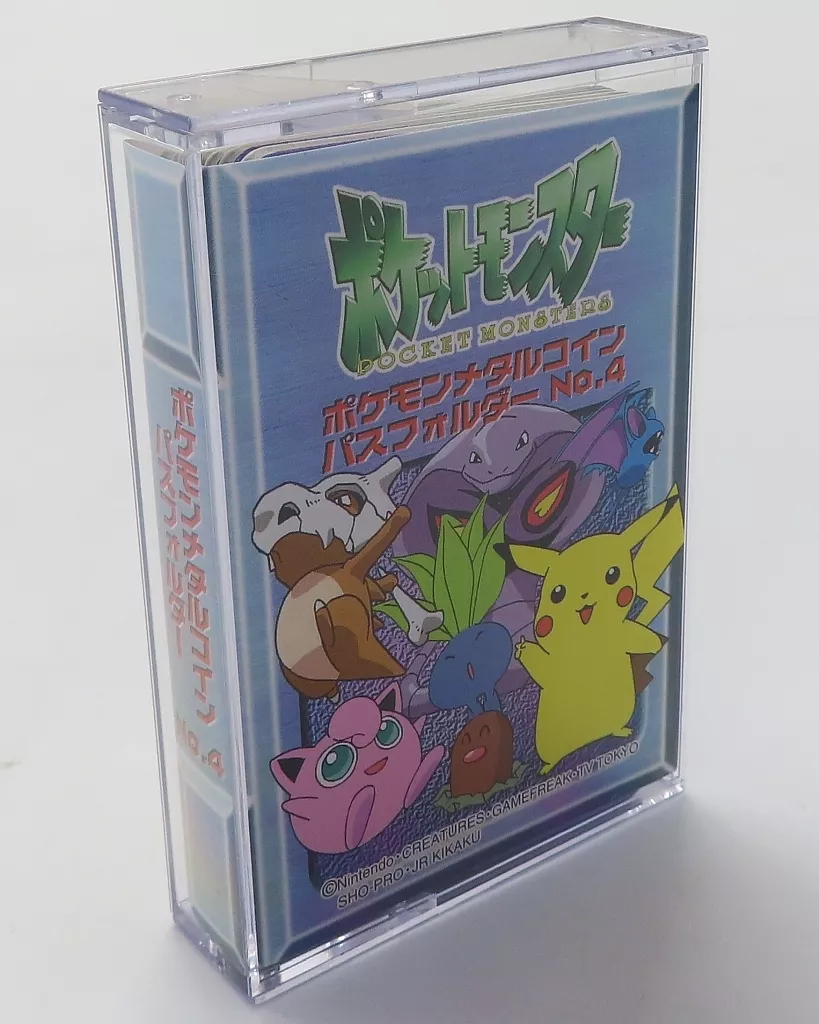 ポケットモンスター
POCKET MONSTERS
ポケモンメタルコイン
パスフォルダー No.4
ポケモンメタルコイン
パスフォルダー No.4
©Nintendo・CREATURES・GAMEFREAK・TV TOKYO
SHO-PRO・JR KIKAKU